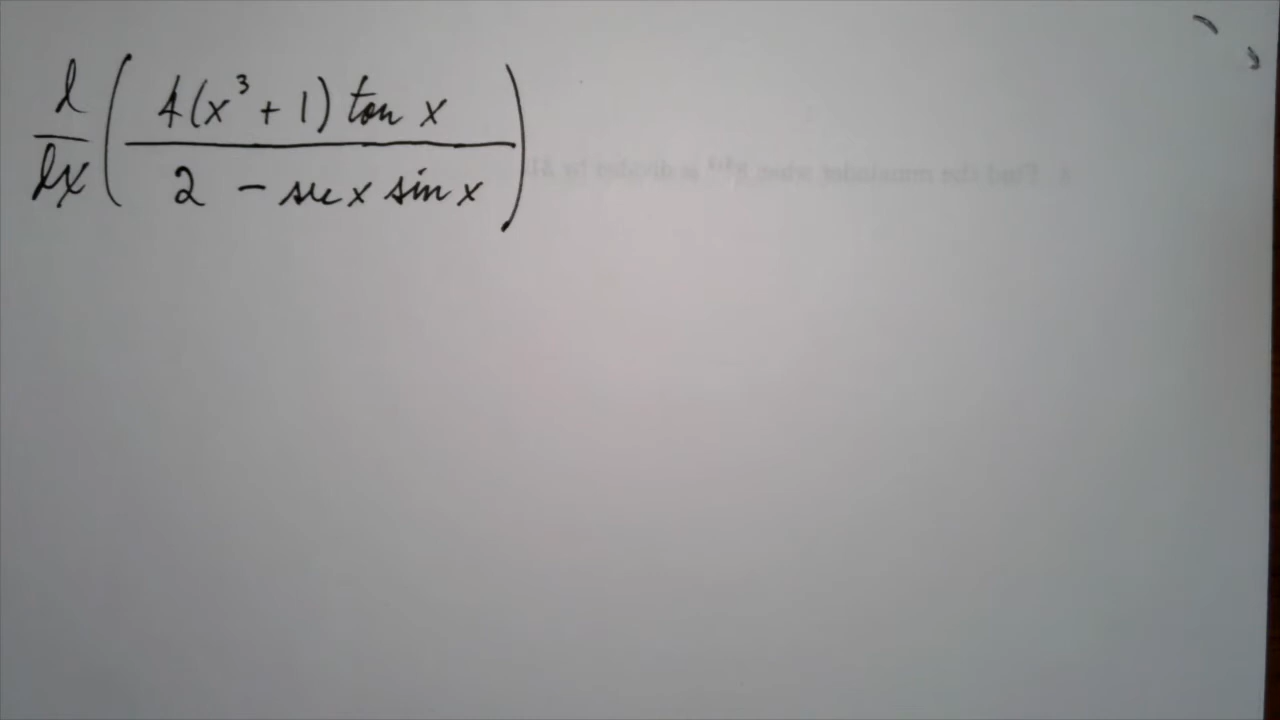 d/dx ( 4(x³ + 1) tan x / 2 - sec x sin x )